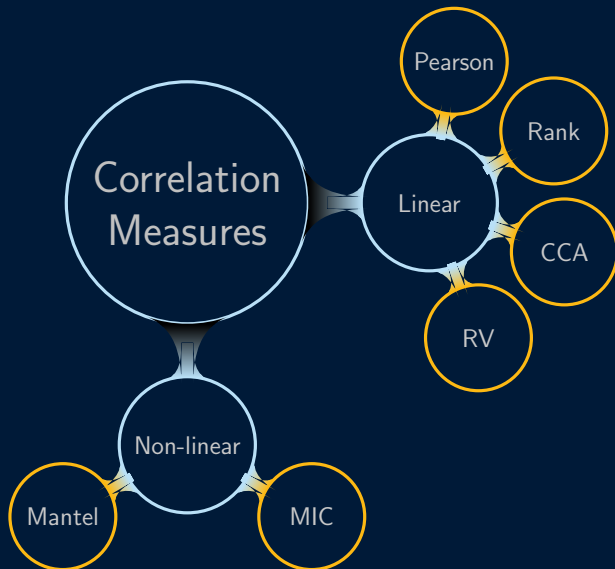 Correlation
Measures
Linear
Pearson
Rank
CCA
RV
Non-linear
Mantel
MIC